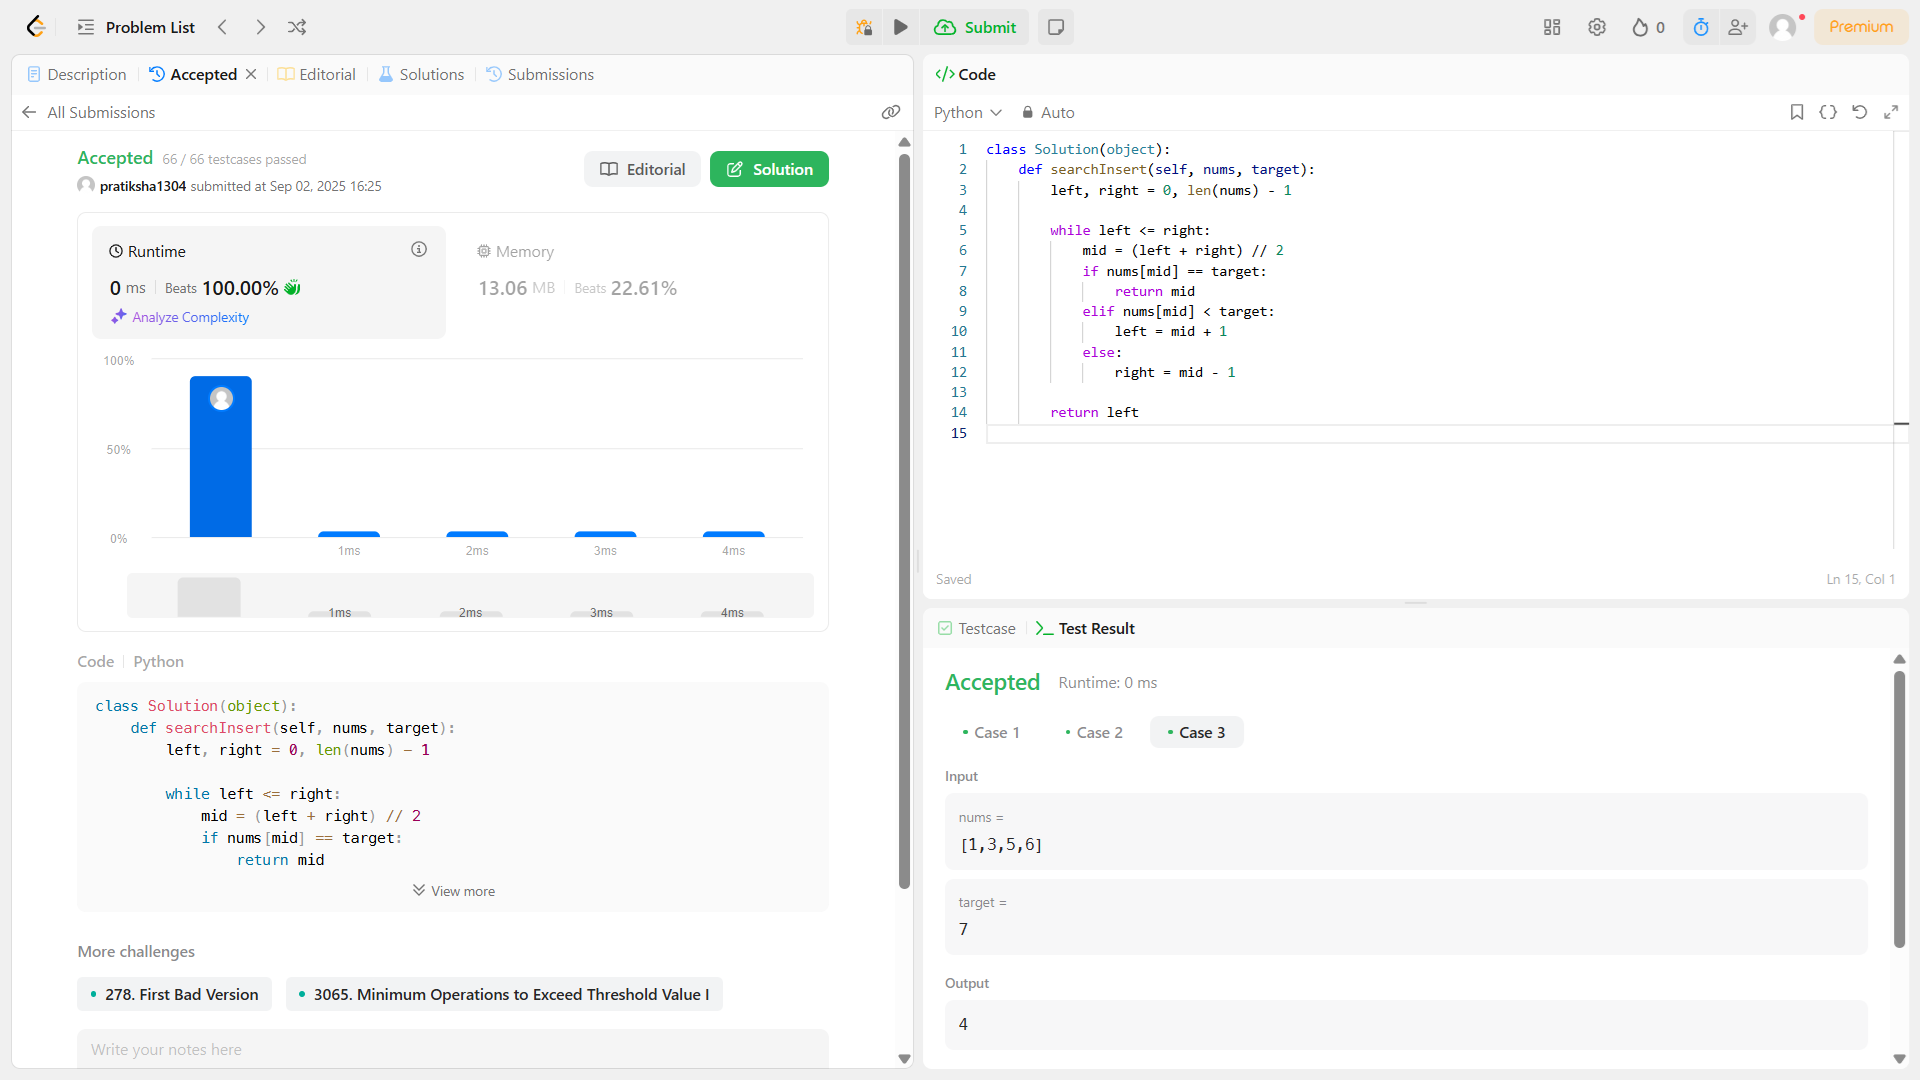 Problem List
Submit
0
Premium
Description
Accepted
Editorial
Solutions
Submissions
All Submissions
Accepted 66 / 66 testcases passed
pratiksha1304 submitted at Sep 02, 2025 16:25
Editorial
Solution
Runtime
0 ms Beats 100.00%
Analyze Complexity
Memory
13.06 MB Beats 22.61%
100%
50%
0%
1ms 2ms 3ms 4ms
1ms 2ms 3ms 4ms
Code Python
class Solution(object):
    def searchInsert(self, nums, target):
        left, right = 0, len(nums) - 1
        while left <= right:
            mid = (left + right) // 2
            if nums[mid] == target:
                return mid
View more
More challenges
278. First Bad Version
3065. Minimum Operations to Exceed Threshold Value I
Write your notes here
</> Code
Python
Auto
1 class Solution(object):
2     def searchInsert(self, nums, target):
3         left, right = 0, len(nums) - 1
4
5         while left <= right:
6             mid = (left + right) // 2
7             if nums[mid] == target:
8                 return mid
9             elif nums[mid] < target:
10                 left = mid + 1
11             else:
12                 right = mid - 1
13
14         return left
15
Saved
Ln 15, Col 1
Testcase
Test Result
Accepted Runtime: 0 ms
Case 1
Case 2
Case 3
Input
nums =
[1,3,5,6]
target =
7
Output
4